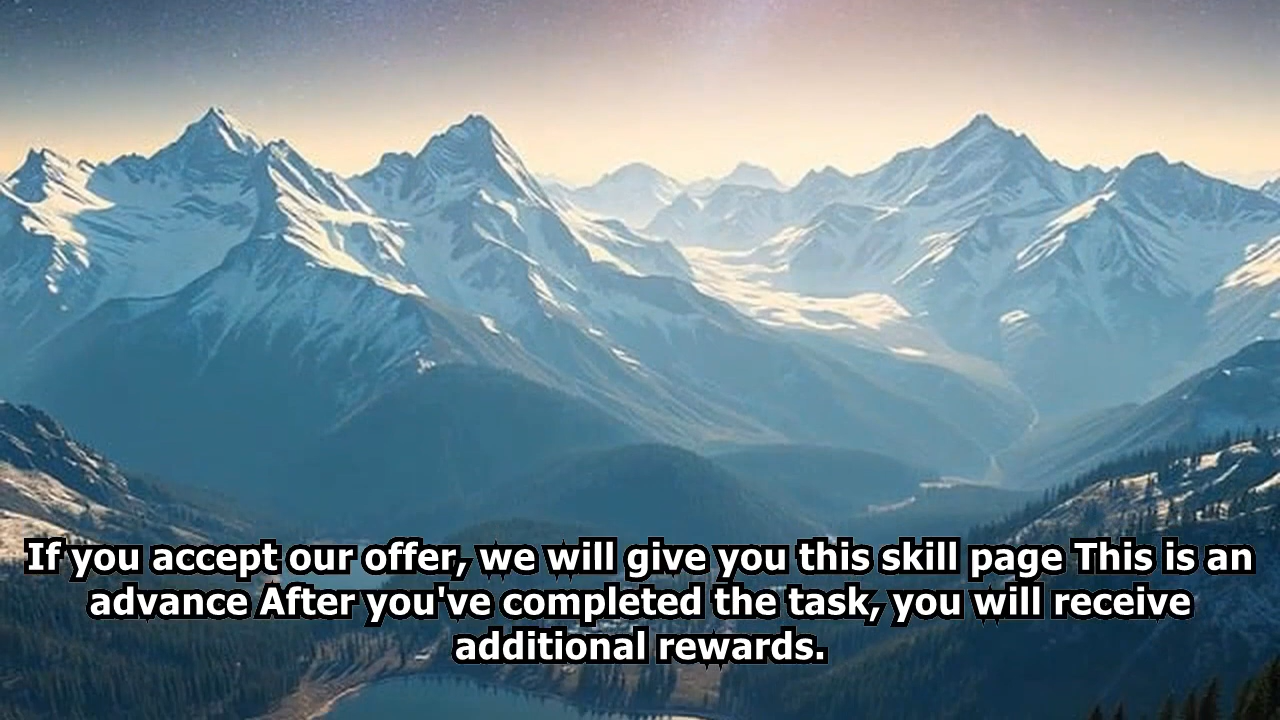 If you accept our offer, we will give you this skill page This is an
advance After you've completed the task, you will receive
additional rewards.